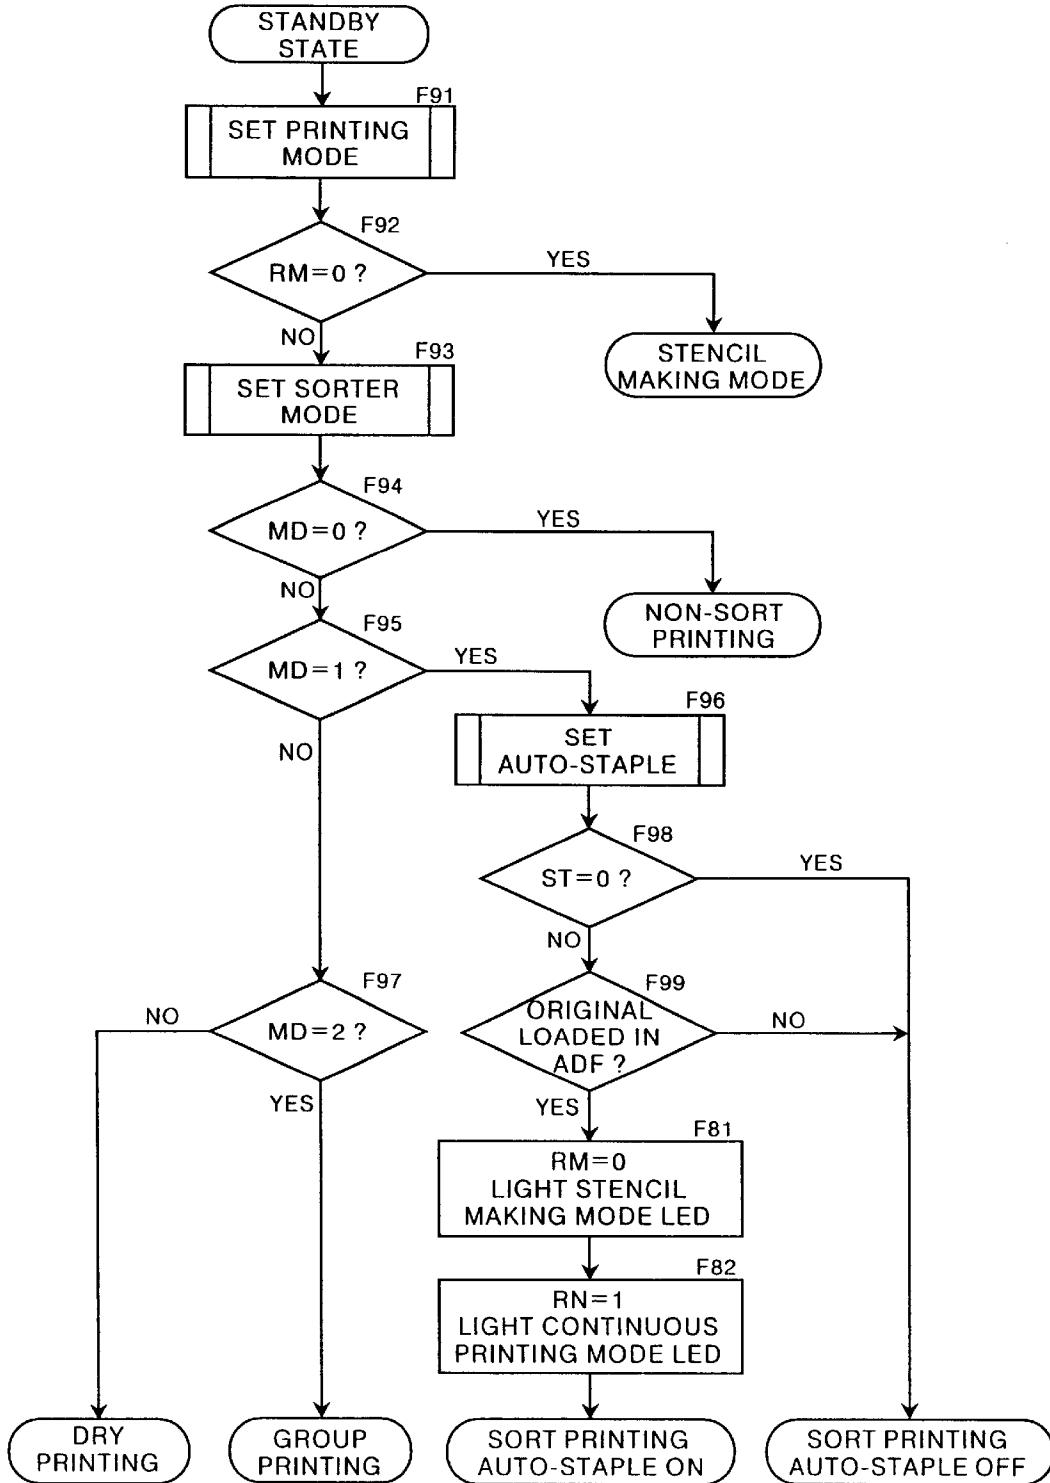 STANDBY
STATE
F91
SET PRINTING
MODE
F92
RM=0 ?
YES
NO
STENCIL
MAKING MODE
F93
SET SORTER
MODE
F94
MD=0 ?
YES
NO
NON-SORT
PRINTING
F95
MD=1 ?
YES
NO
F96
SET
AUTO-STAPLE
F98
ST=0 ?
YES
NO
F97
MD=2 ?
NO
YES
F99
ORIGINAL
LOADED IN
ADF ?
NO
YES
F81
RM=0
LIGHT STENCIL
MAKING MODE LED
F82
RN=1
LIGHT CONTINUOUS
PRINTING MODE LED
DRY
PRINTING
GROUP
PRINTING
SORT PRINTING
AUTO-STAPLE ON
SORT PRINTING
AUTO-STAPLE OFF